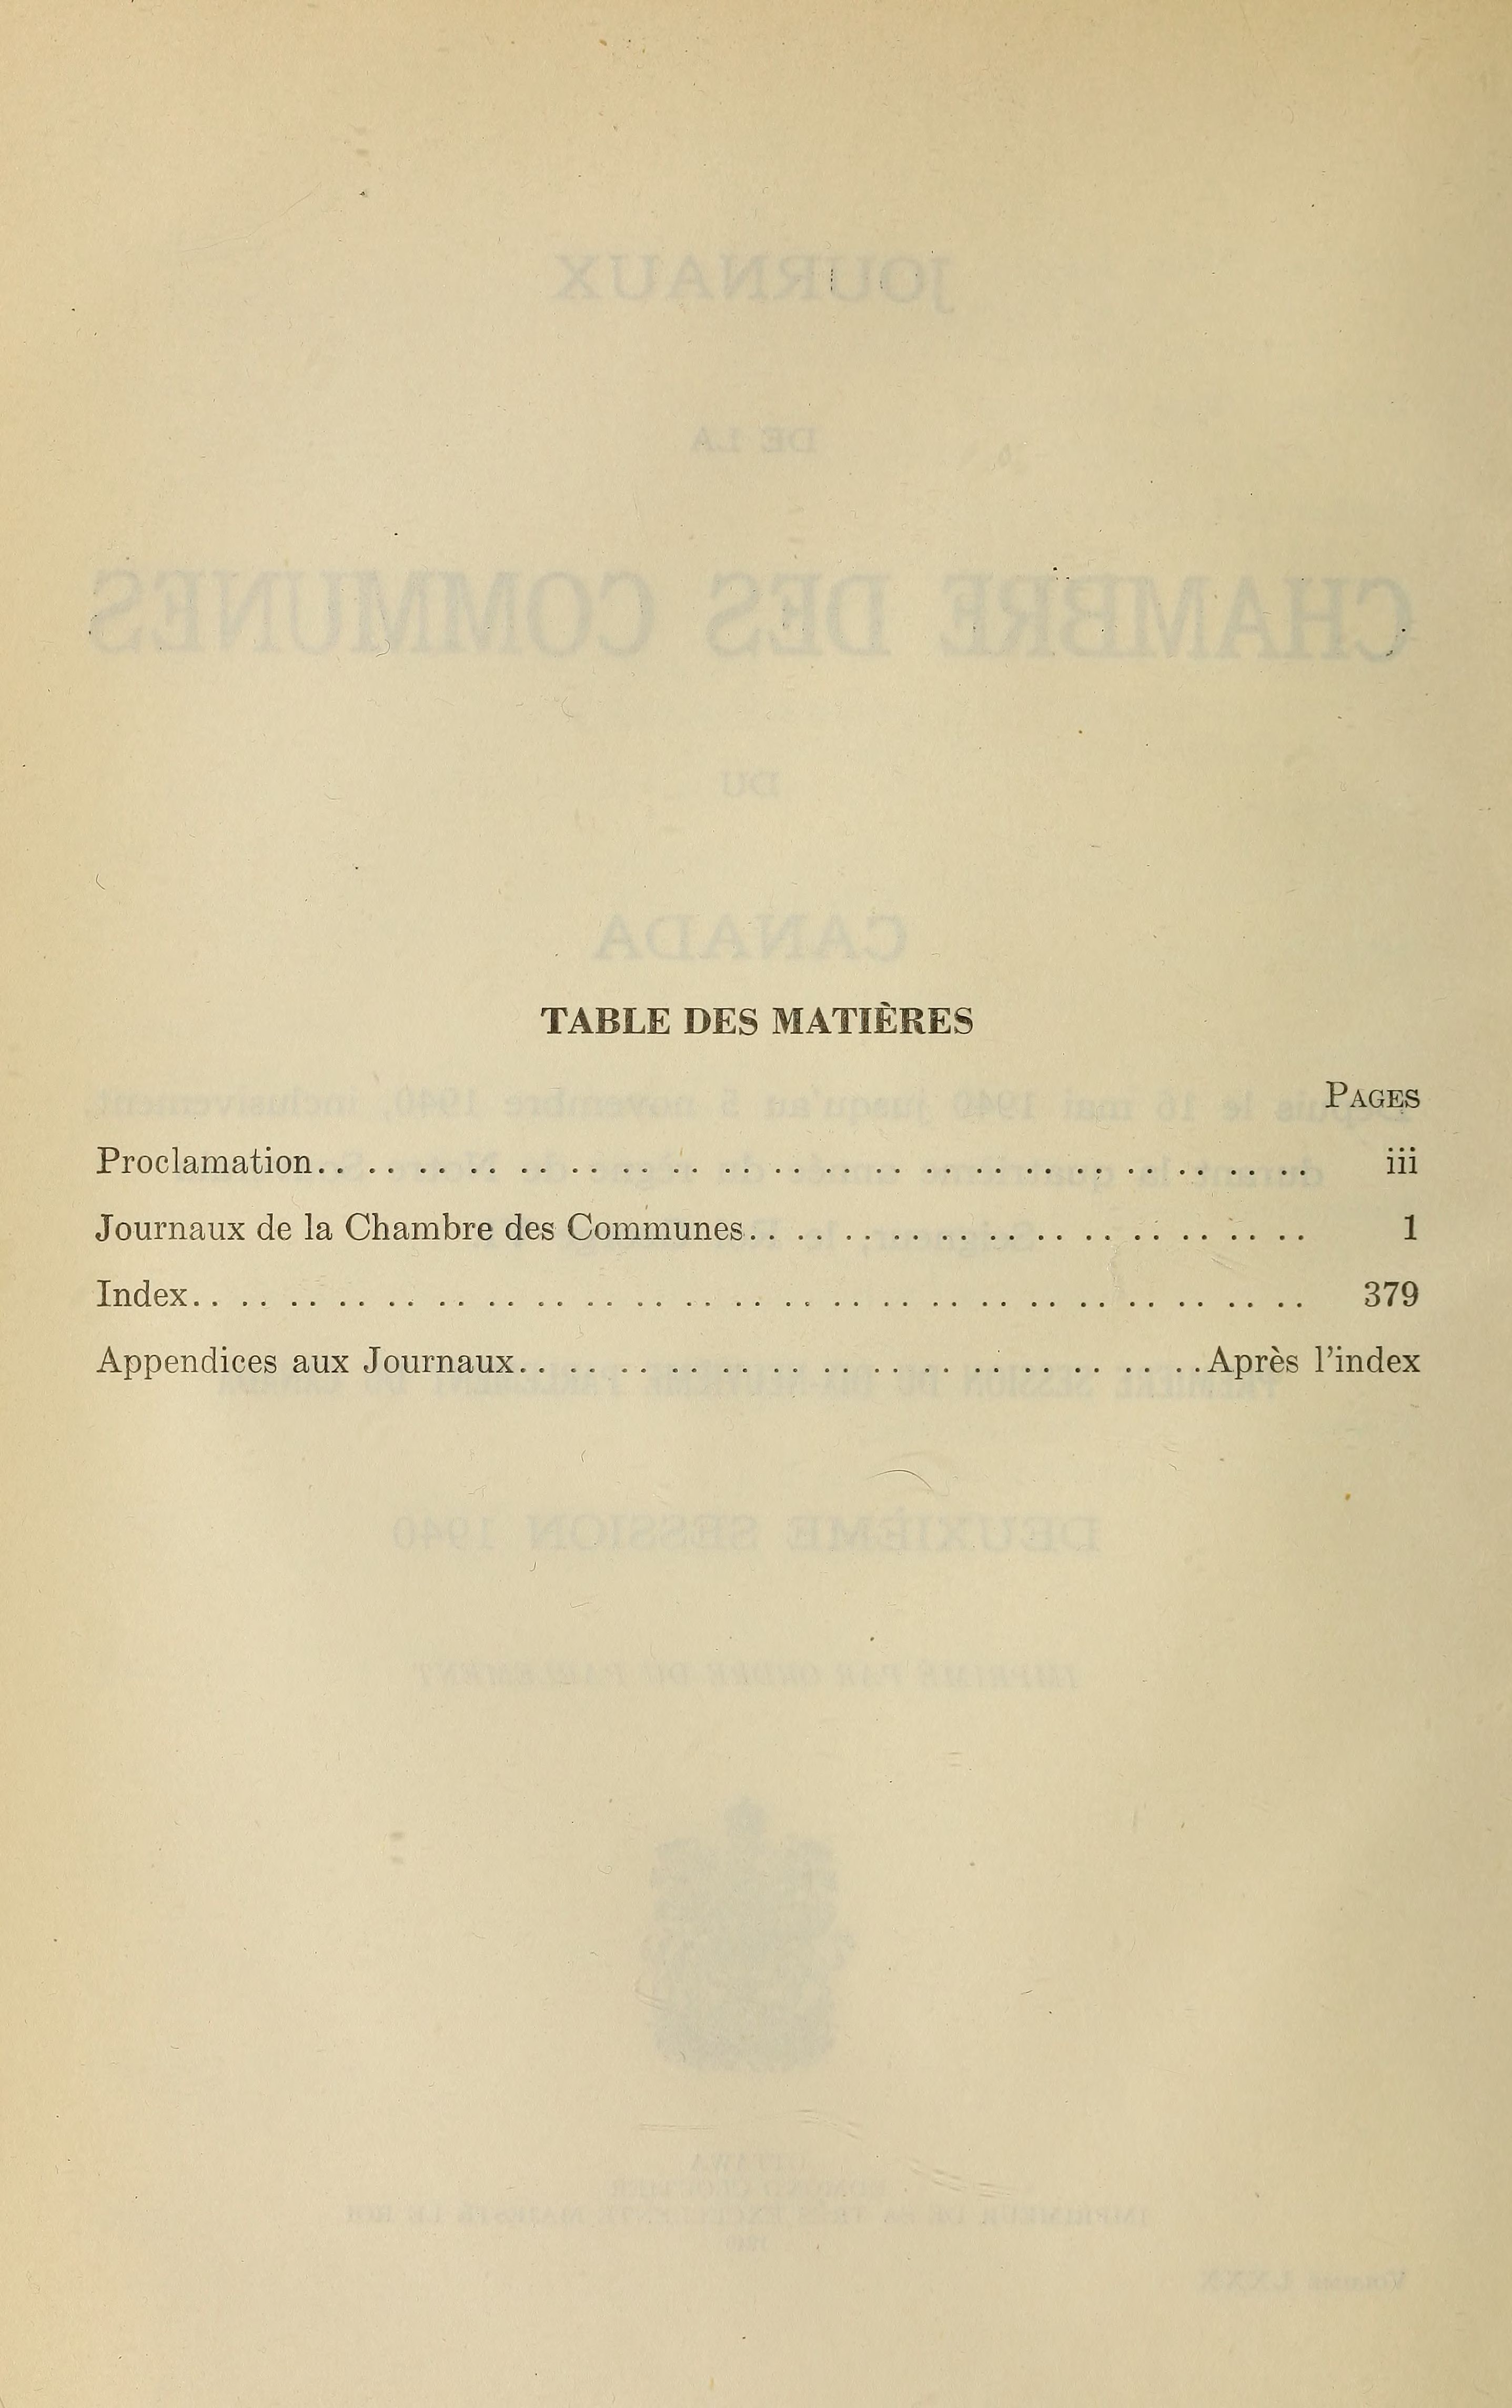 TABLE DES MATIÈRES
PAGES
Proclamation.. .. .. .. .. .. .. .. .. .. .. .. .. .. .. .. .. .. .. .. iii
Journaux de la Chambre des Communes.. .. .. .. .. .. .. .. .. .. .. .. 1
Index.. .. .. .. .. .. .. .. .. .. .. .. .. .. .. .. .. .. .. .. .. .. .. 379
Appendices aux Journaux.. .. .. .. .. .. .. .. .. .. .. .. .. ..Après l'index